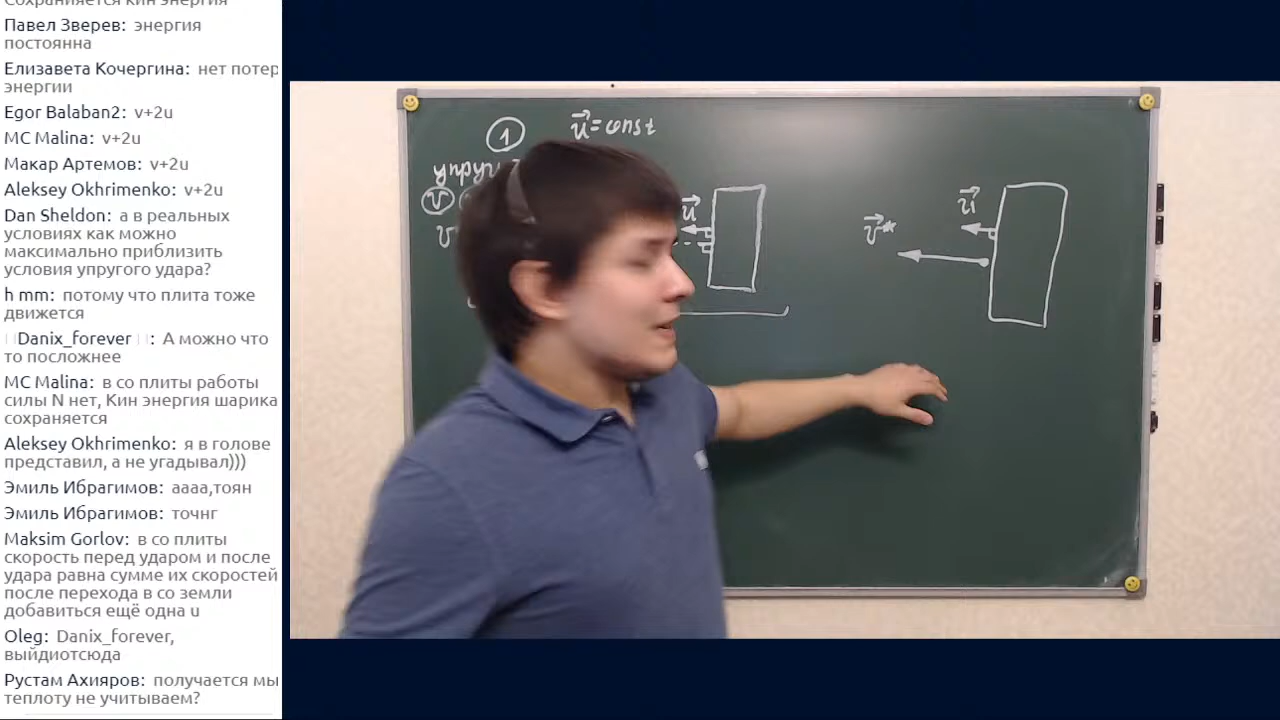 Сохранияется кин энергия
Павел Зверев: энергия
постоянна
Елизавета Кочергина: нет потер
энергии
Egor Balaban2: v+2u
MC Malina: v+2u
Макар Артемов: v+2u
Aleksey Okhrimenko: v+2u
Dan Sheldon: а в реальных
условиях как можно
максимально приблизить
условия упругого удара?
h mm: потому что плита тоже
движется
Danix_forever : А можно что
то посложнее
MC Malina: в со плиты работы
силы N нет, Кин энергия шарика
сохраняется
Aleksey Okhrimenko: я в голове
представил, а не угадывал)))
Эмиль Ибрагимов: аааа,тоян
Эмиль Ибрагимов: точнг
Maksim Gorlov: в со плиты
скорость перед ударом и после
удара равна сумме их скоростей
после перехода в со земли
добавиться ещё одна u
Oleg: Danix_forever,
выйдиотсюда
Рустам Ахияров: получается мы
теплоту не учитываем?
1
u = const
упруг
v
v
u
v*
u